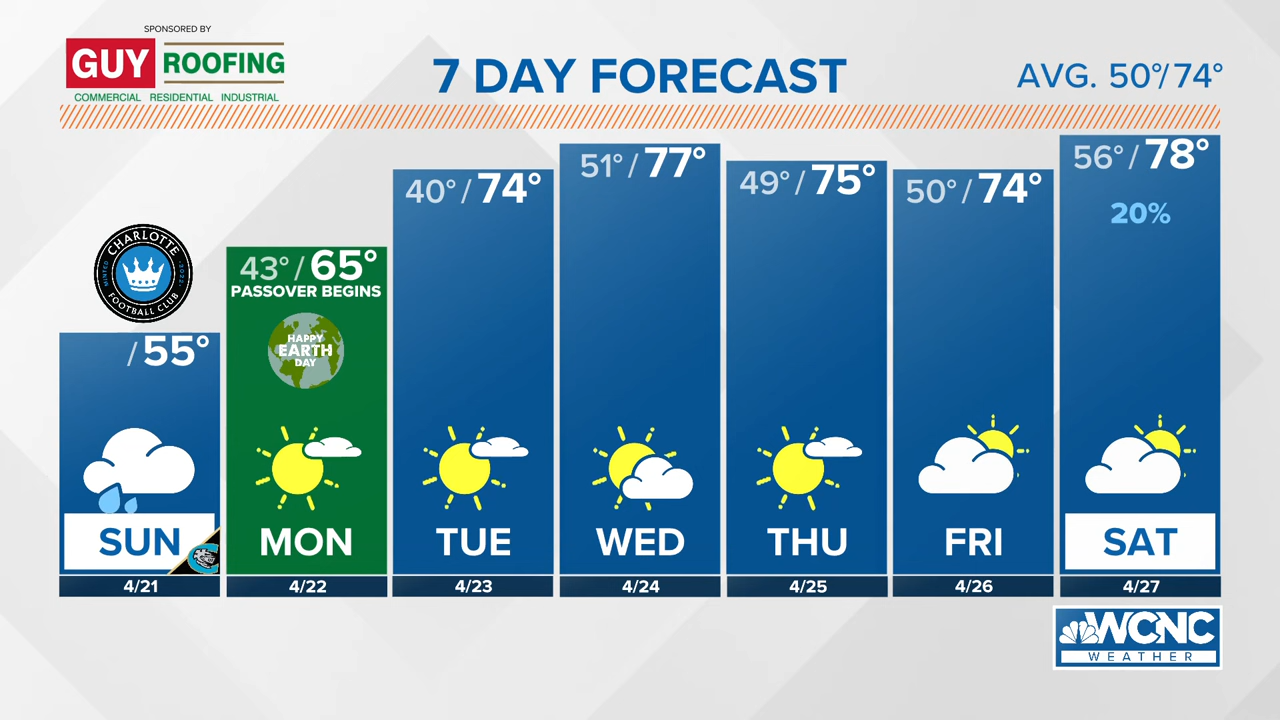 SPONSORED BY
GUY ROOFING
COMMERCIAL RESIDENTIAL INDUSTRIAL
7 DAY FORECAST
AVG. 50°/74°
CHARLOTTE
MINTED
2022
FOOTBALL CLUB
/55°
SUN
4/21
43°/65°
PASSOVER BEGINS
HAPPY
EARTH
DAY
MON
4/22
40°/74°
TUE
4/23
51°/77°
WED
4/24
49°/75°
THU
4/25
50°/74°
FRI
4/26
56°/78°
20%
SAT
4/27
WCNC
WEATHER